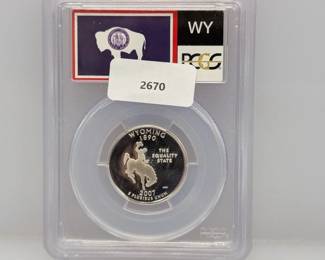 WY
PCGS
2670
WYOMING
1890
THE
EQUALITY
STATE
2007
E PLURIBUS UNUM